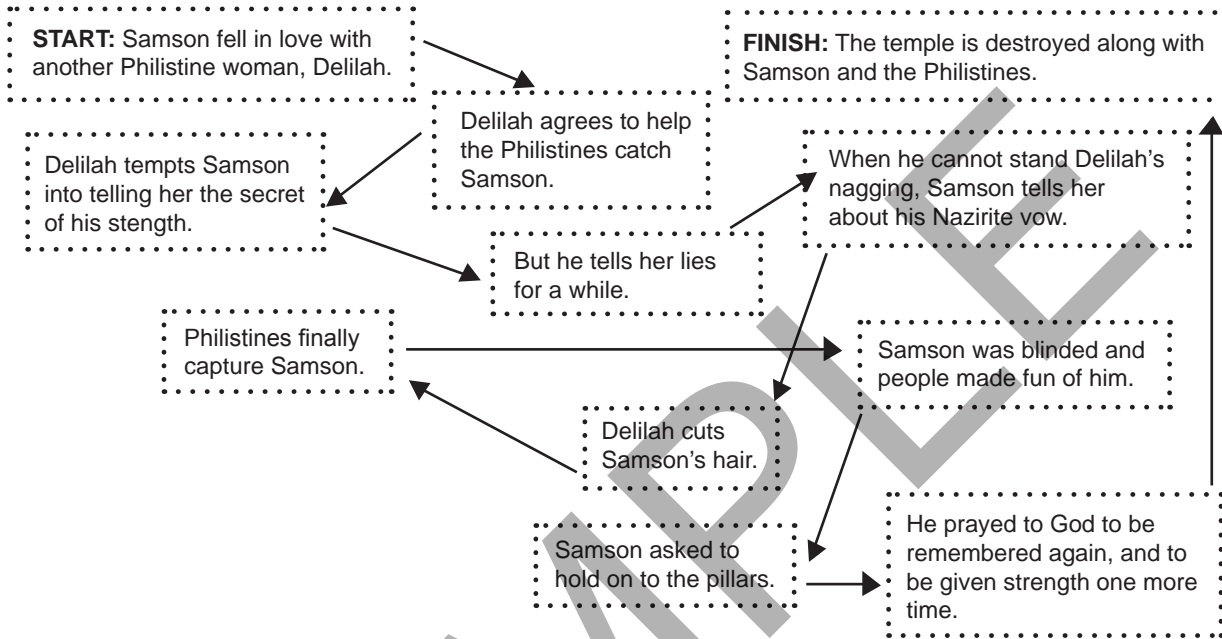 START: Samson fell in love with
another Philistine woman, Delilah.
Delilah agrees to help
the Philistines catch
Samson.
Delilah tempts Samson
into telling her the secret
of his stength.
But he tells her lies
for a while.
When he cannot stand Delilah’s
nagging, Samson tells her
about his Nazirite vow.
Delilah cuts
Samson’s hair.
Philistines finally
capture Samson.
Samson was blinded and
people made fun of him.
Samson asked to
hold on to the pillars.
He prayed to God to be
remembered again, and to
be given strength one more
time.
FINISH: The temple is destroyed along with
Samson and the Philistines.
MPLE